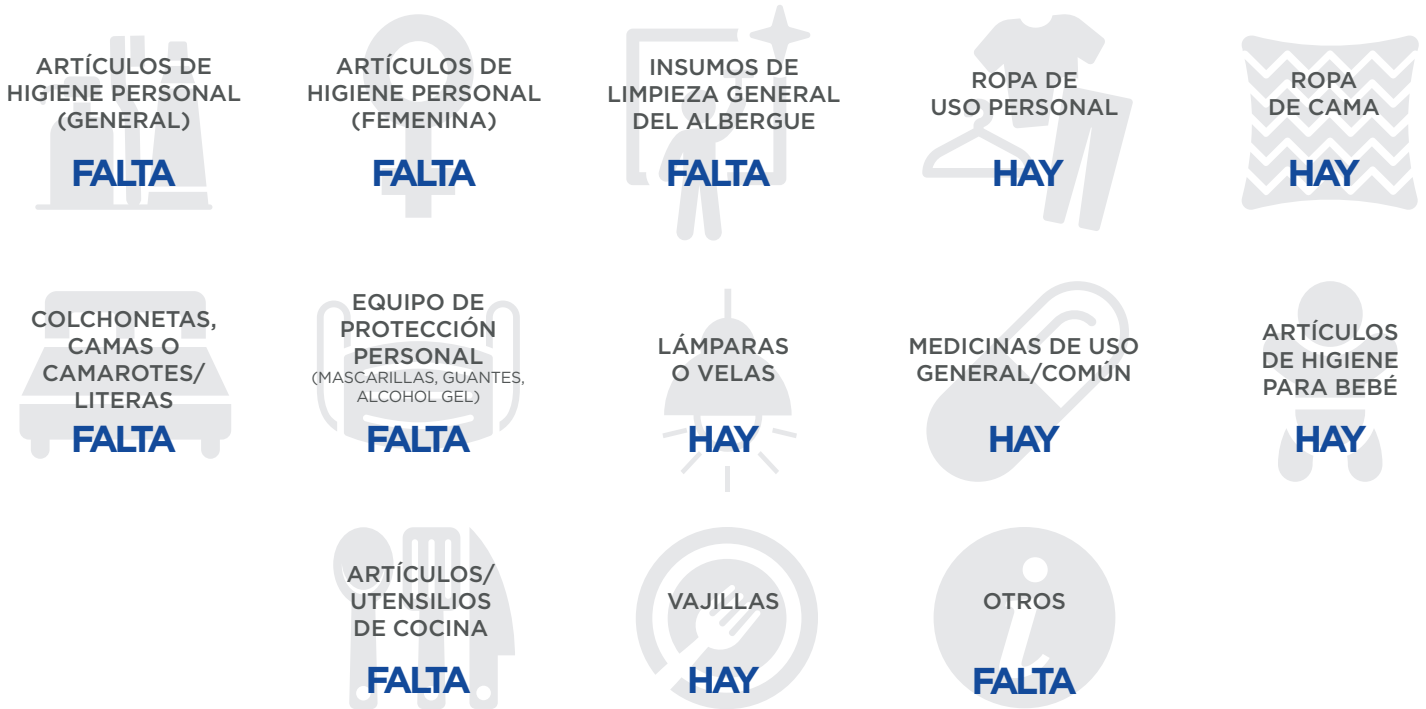 ARTÍCULOS DE
HIGIENE PERSONAL
(GENERAL)
FALTA
ARTÍCULOS DE
HIGIENE PERSONAL
(FEMENINA)
FALTA
INSUMOS DE
LIMPIEZA GENERAL
DEL ALBERGUE
FALTA
ROPA DE
USO PERSONAL
HAY
ROPA
DE CAMA
HAY
COLCHONETAS,
CAMAS O
CAMAROTES/
LITERAS
FALTA
EQUIPO DE
PROTECCIÓN
PERSONAL
(MASCARILLAS, GUANTES,
ALCOHOL GEL)
FALTA
LÁMPARAS
O VELAS
HAY
MEDICINAS DE USO
GENERAL/COMÚN
HAY
ARTÍCULOS
DE HIGIENE
PARA BEBÉ
HAY
ARTÍCULOS/
UTENSILIOS
DE COCINA
FALTA
VAJILLAS
HAY
OTROS
FALTA